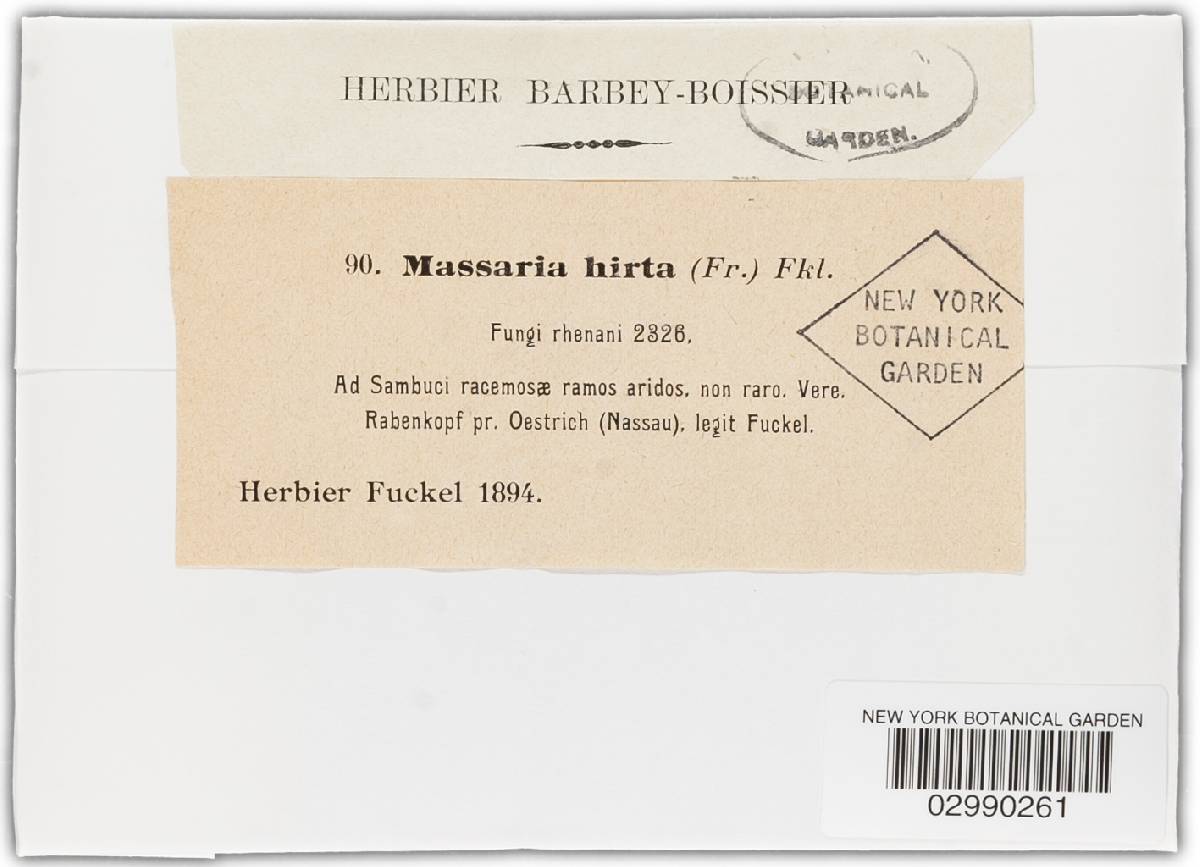 HERBIER BARBEY-BOISSIER
BOTANICAL
GARDEN.
90. Massaria hirta (Fr.) Fkl.
Fungi rhenani 2326.
Ad Sambuci racemosæ ramos aridos, non raro. Vere.
Rabenkopf pr. Oestrich (Nassau), legit Fuckel.
Herbier Fuckel 1894.
NEW YORK
BOTANICAL
GARDEN
NEW YORK BOTANICAL GARDEN
02990261